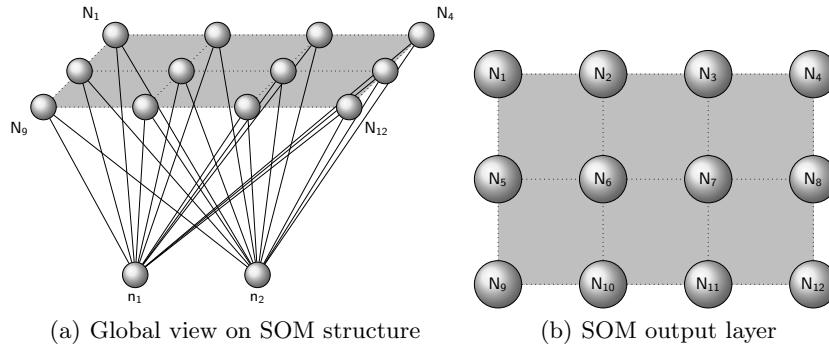 N₁
N₄
N₉
N₁₂
n₁
n₂
(a) Global view on SOM structure
N₁ N₂ N₃ N₄
N₅ N₆ N₇ N₈
N₉ N₁₀ N₁₁ N₁₂
(b) SOM output layer